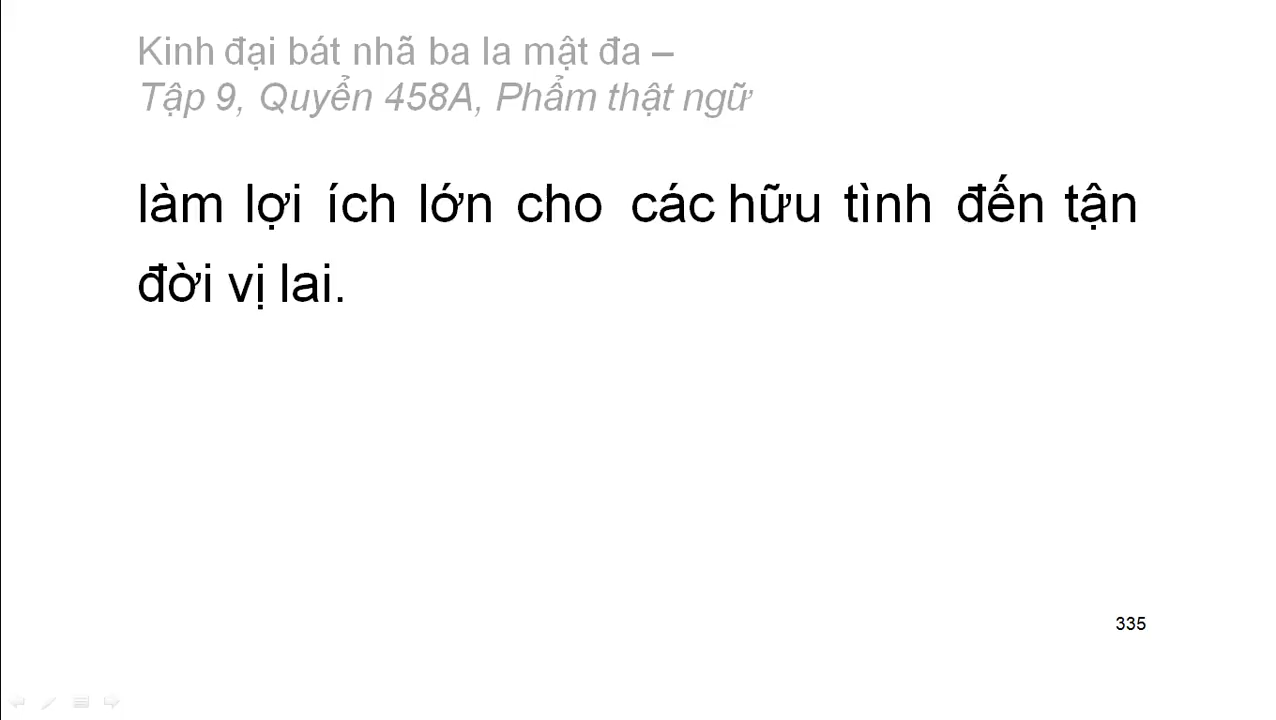 Kinh đại bát nhã ba la mật đa –
Tập 9, Quyển 458A, Phẩm thật ngữ
làm lợi ích lớn cho các hữu tình đến tận
đời vị lai.
335